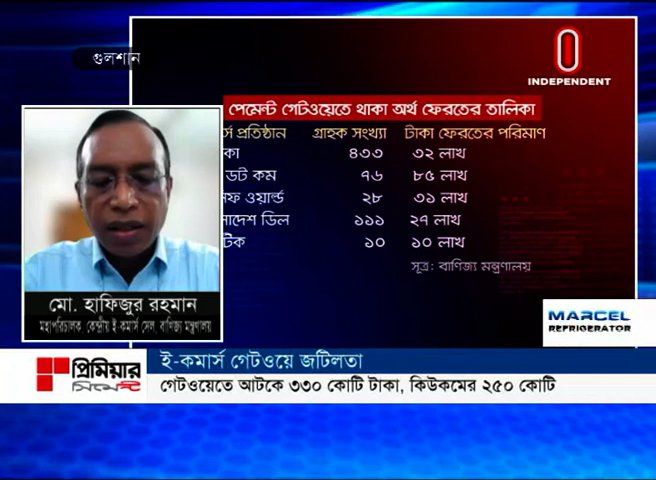 গুলশান
INDEPENDENT
পেমেন্ট গেটওয়েতে থাকা অর্থ ফেরতের তালিকা
র্স প্রতিষ্ঠান গ্রাহক সংখ্যা টাকা ফেরতের পরিমাণ
কা ৪৩৩ ৩২ লাখ
ডট কম ৭৬ ৮৫ লাখ
ফ ওয়ার্ল্ড ২৮ ৩১ লাখ
লাদেশ ডিল ১১১ ২৭ লাখ
টিক ১০ ১০ লাখ
সূত্র: বাণিজ্য মন্ত্রণালয়
মো. হাফিজুর রহমান
মহাপরিচালক, কেন্দ্রীয় ই-কমার্স সেল, বাণিজ্য মন্ত্রণালয়
MARCEL
REFRIGERATOR
প্রিমিয়ার
সিমেন্ট
ই-কমার্স গেটওয়ে জটিলতা
গেটওয়েতে আটকে ৩৩০ কোটি টাকা, কিউকমের ২৫০ কোটি